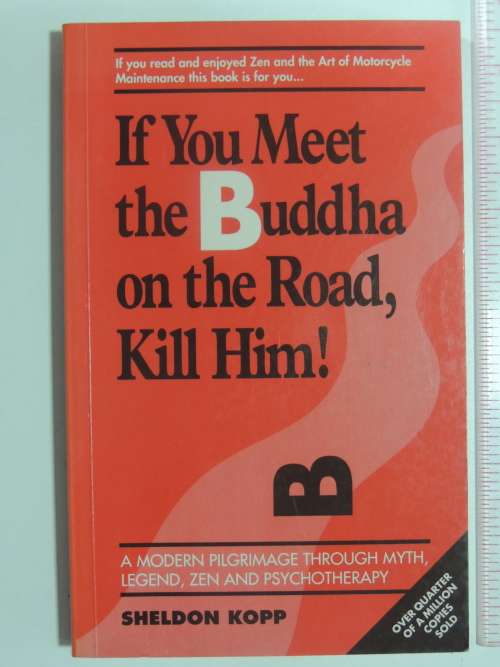 If you read and enjoyed Zen and the Art of Motorcycle
Maintenance this book is for you...
If You Meet
the Buddha
on the Road,
Kill Him!
B
A MODERN PILGRIMAGE THROUGH MYTH,
LEGEND, ZEN AND PSYCHOTHERAPY
SHELDON KOPP
OVER QUARTER
OF A MILLION
COPIES
SOLD